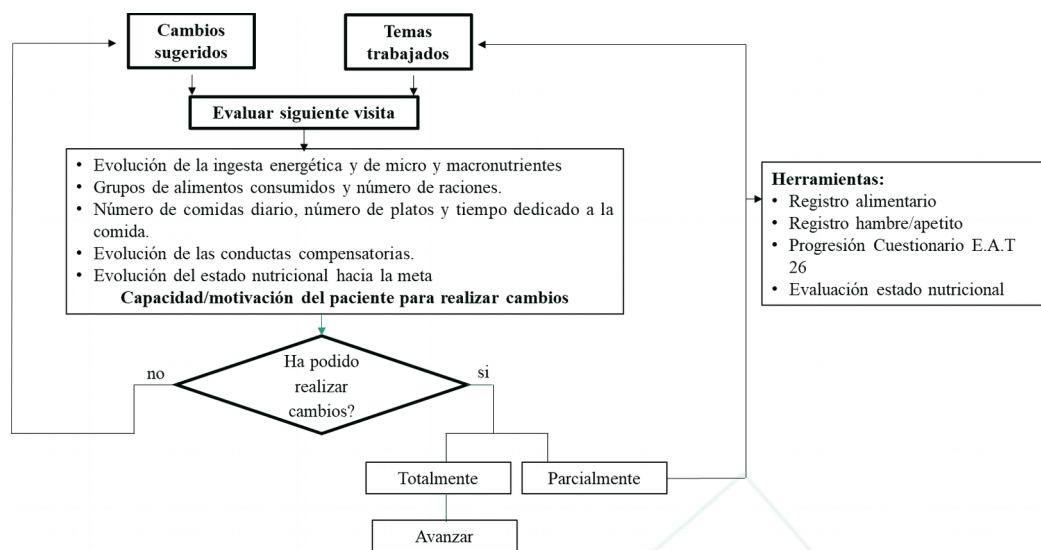 Cambios
sugeridos
Temas
trabajados
Evaluar siguiente visita
• Evolución de la ingesta energética y de micro y macronutrientes
• Grupos de alimentos consumidos y número de raciones.
• Número de comidas diario, número de platos y tiempo dedicado a la
comida.
• Evolución de las conductas compensatorias.
• Evolución del estado nutricional hacia la meta
Capacidad/motivación del paciente para realizar cambios
Herramientas:
• Registro alimentario
• Registro hambre/apetito
• Progresión Cuestionario E.A.T
26
• Evaluación estado nutricional
no
Ha podido
realizar
cambios?
si
Totalmente
Parcialmente
Avanzar